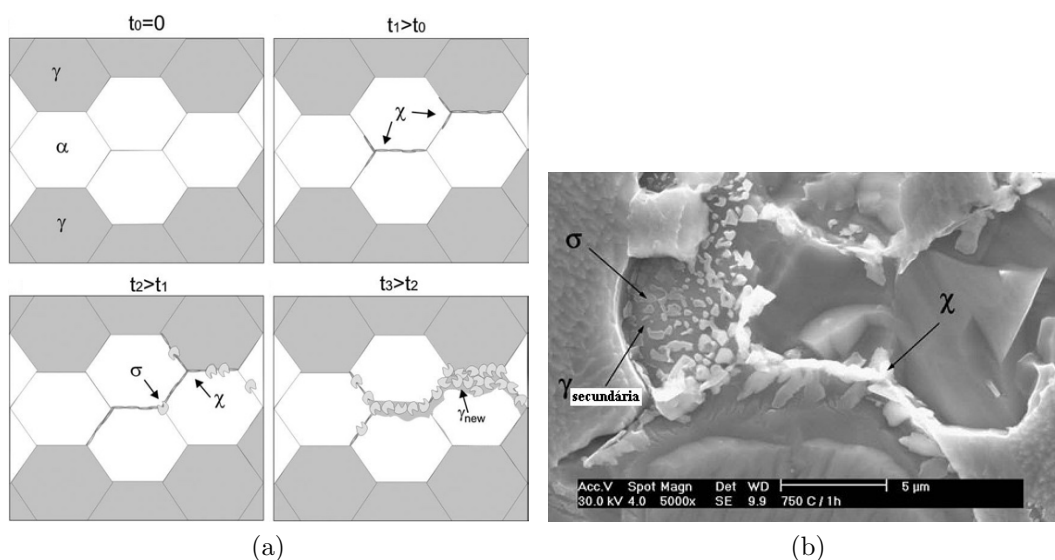 t₀=0
γ
α
γ
t₁>t₀
χ
t₂>t₁
σ
χ
t₃>t₂
γnew
(a)
σ
χ
γ
secundária
Acc.V Spot Magn Det WD 5 µm
30.0 kV 4.0 5000x SE 9.9 750 C / 1h
(b)